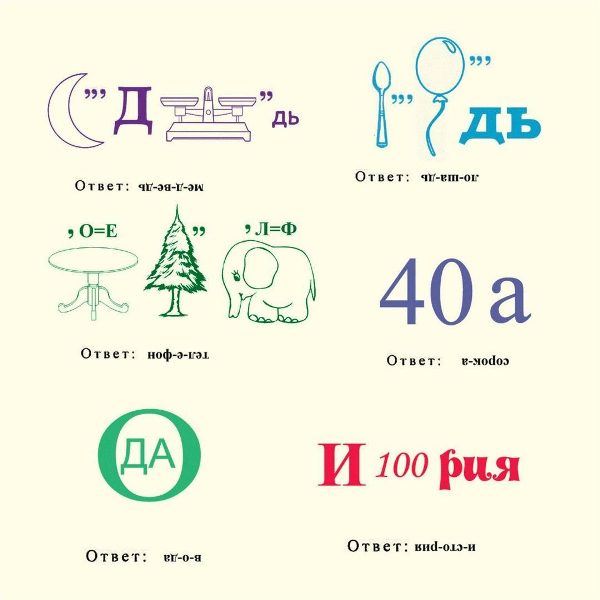 ’’’ Д ’’ дь
’’’ ’’’ дь
Ответ: ме-д-ве-дь
Ответ: ло-ша-дь
, О=Е ’’ , Л=Ф
40 а
Ответ: тел-е-фон
Ответ: сорок-а
О ДА
И 100 рия
Ответ: в-о-да
Ответ: и-сто-рия